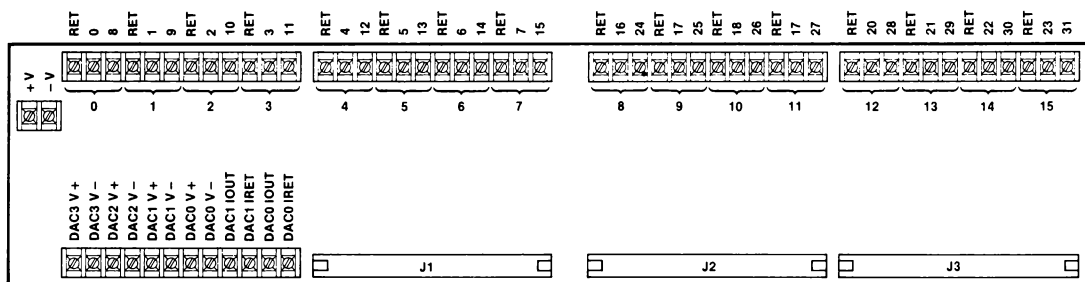 RET 0 8 RET 1 9 RET 2 10 RET 3 11 RET 4 12 RET 5 13 RET 6 14 RET 7 15 RET 16 24 RET 17 25 RET 18 26 RET 17 27 RET 20 28 RET 21 29 RET 22 30 RET 23 31
+V
-V
0 1 2 3 4 5 6 7 8 9 10 11 12 13 14 15
DAC3 V+
DAC3 V-
DAC2 V+
DAC2 V-
DAC1 V+
DAC1 V-
DAC0 V+
DAC0 V-
DAC1 IOUT
DAC1 IRET
DAC0 IOUT
DAC0 IRET
J1 J2 J3